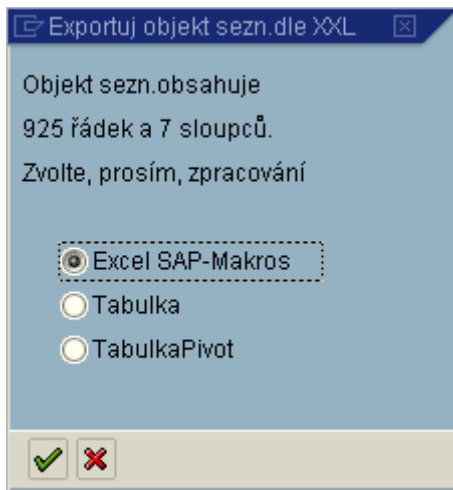 Exportuj objekt sezn.dle XXL
Objekt sezn.obsahuje
925 řádek a 7 sloupců.
Zvolte, prosím, zpracování
Excel SAP-Makros
Tabulka
TabulkaPivot